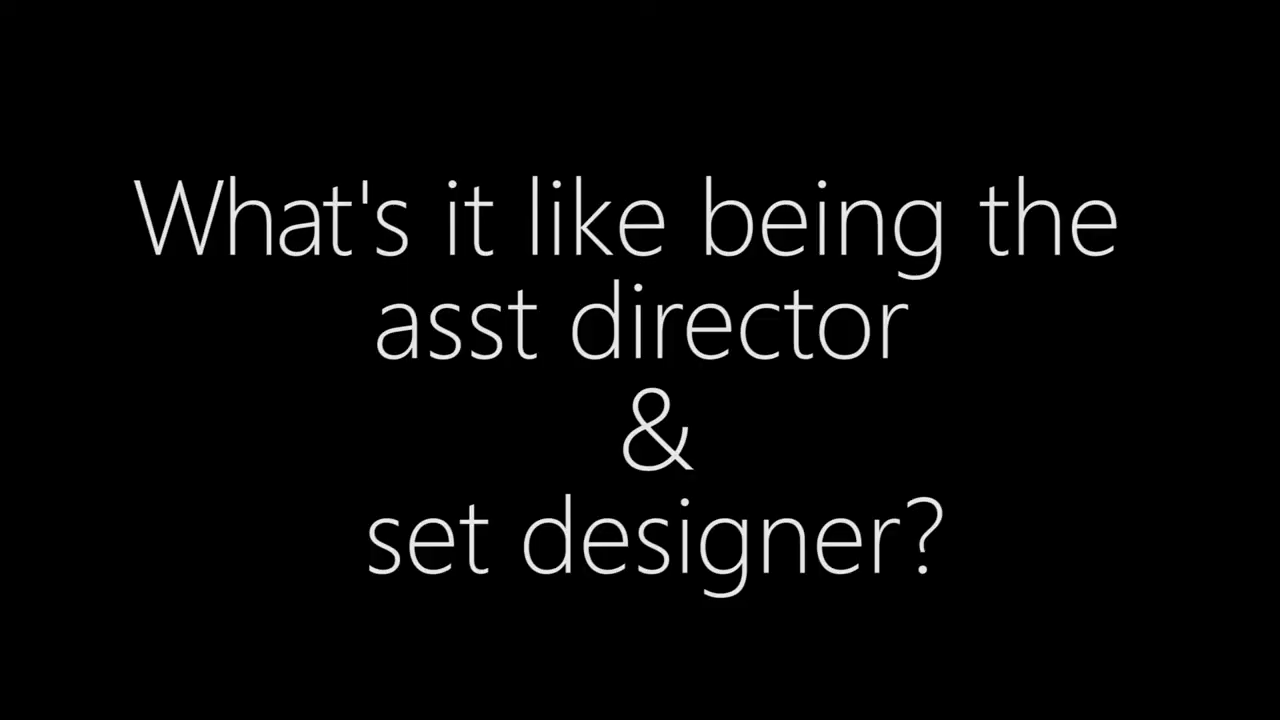 What's it like being the
asst director
&
set designer?